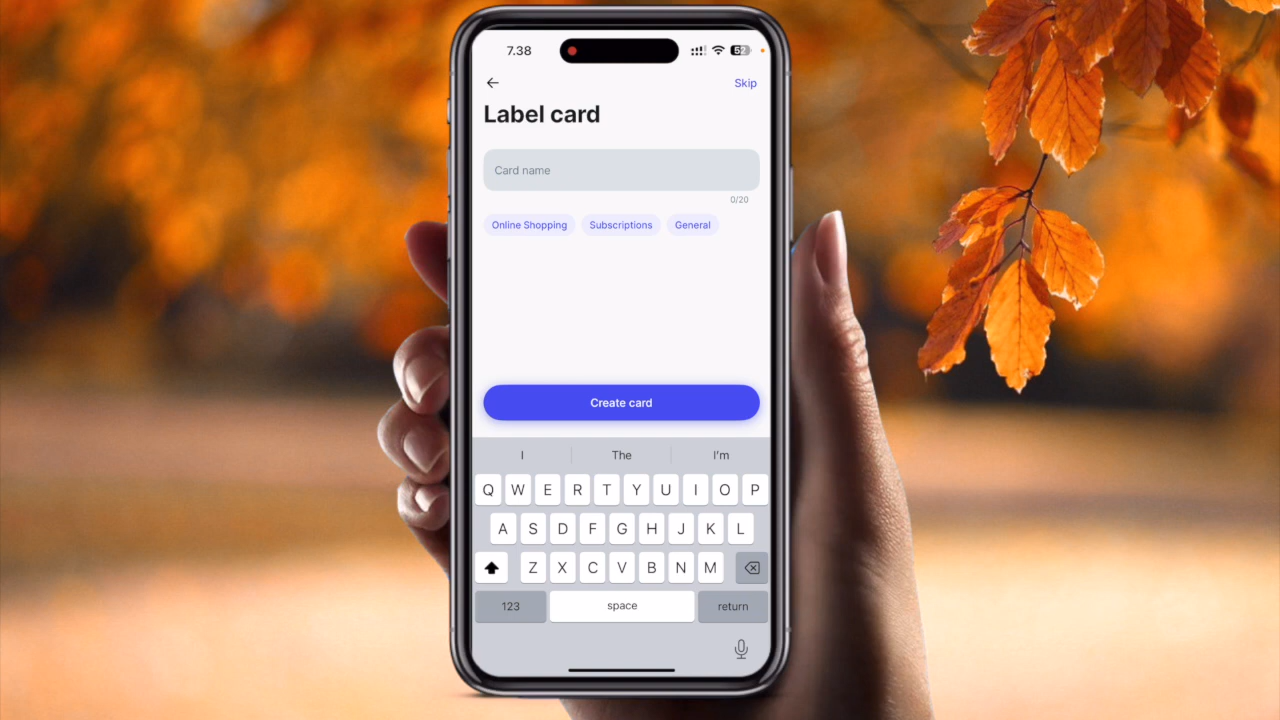 7.38
52
Skip
Label card
Card name
0/20
Online Shopping
Subscriptions
General
Create card
I
The
I'm
Q W E R T Y U I O P
A S D F G H J K L
Z X C V B N M
123
space
return